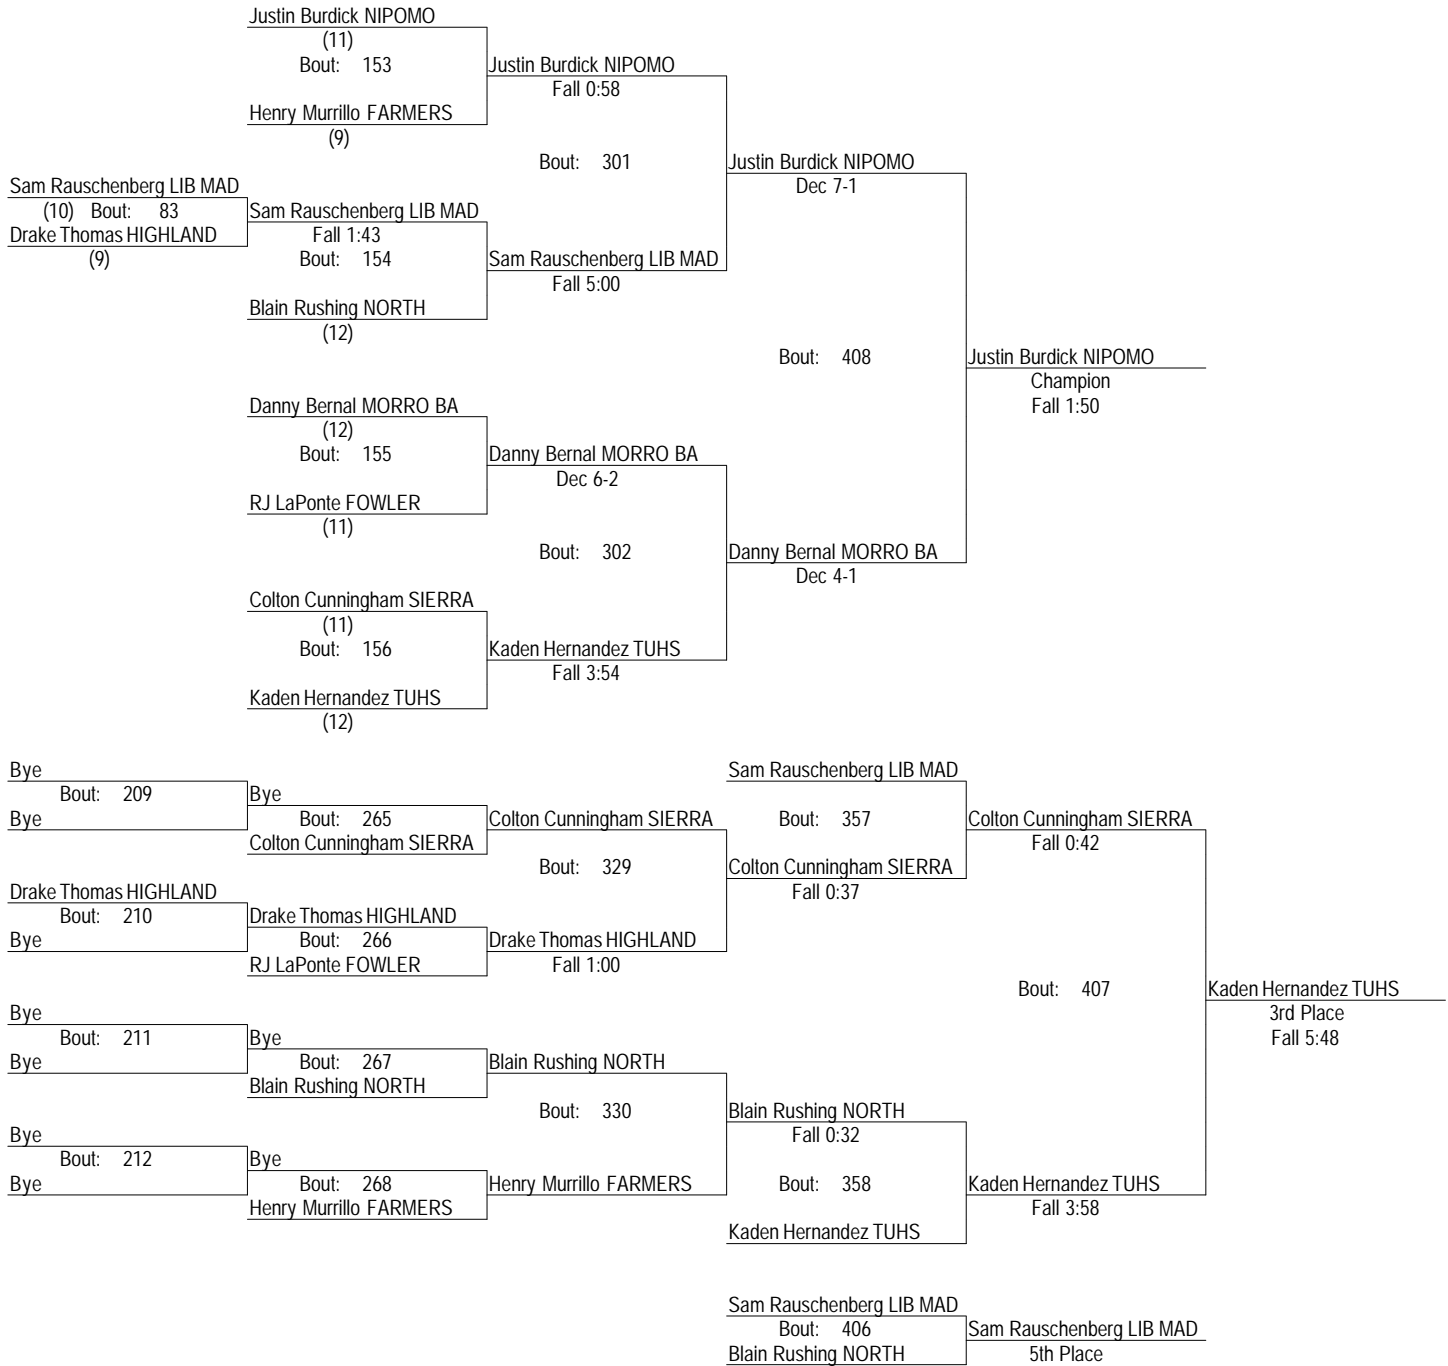 Justin Burdick NIPOMO
(11)
Bout: 153
Justin Burdick NIPOMO
Fall 0:58
Henry Murrillo FARMERS
(9)
Bout: 301
Justin Burdick NIPOMO
Dec 7-1
Sam Rauschenberg LIB MAD
(10) Bout: 83
Sam Rauschenberg LIB MAD
Drake Thomas HIGHLAND
Fall 1:43
(9)
Bout: 154
Sam Rauschenberg LIB MAD
Fall 5:00
Blain Rushing NORTH
(12)
Bout: 408
Justin Burdick NIPOMO
Champion
Fall 1:50
Danny Bernal MORRO BA
(12)
Bout: 155
Danny Bernal MORRO BA
Dec 6-2
RJ LaPonte FOWLER
(11)
Bout: 302
Danny Bernal MORRO BA
Dec 4-1
Colton Cunningham SIERRA
(11)
Bout: 156
Kaden Hernandez TUHS
Fall 3:54
Kaden Hernandez TUHS
(12)
Bye
Sam Rauschenberg LIB MAD
Bout: 209
Bye
Bye
Bout: 265
Colton Cunningham SIERRA
Bout: 357
Colton Cunningham SIERRA
Colton Cunningham SIERRA
Fall 0:42
Bout: 329
Colton Cunningham SIERRA
Drake Thomas HIGHLAND
Fall 0:37
Bout: 210
Drake Thomas HIGHLAND
Bye
Bout: 266
Drake Thomas HIGHLAND
RJ LaPonte FOWLER
Fall 1:00
Bout: 407
Kaden Hernandez TUHS
Bye
3rd Place
Bout: 211
Bye
Fall 5:48
Bye
Bout: 267
Blain Rushing NORTH
Blain Rushing NORTH
Bout: 330
Blain Rushing NORTH
Bye
Fall 0:32
Bout: 212
Bye
Bye
Bout: 268
Henry Murrillo FARMERS
Bout: 358
Kaden Hernandez TUHS
Henry Murrillo FARMERS
Fall 3:58
Kaden Hernandez TUHS
Sam Rauschenberg LIB MAD
Bout: 406
Sam Rauschenberg LIB MAD
Blain Rushing NORTH
5th Place